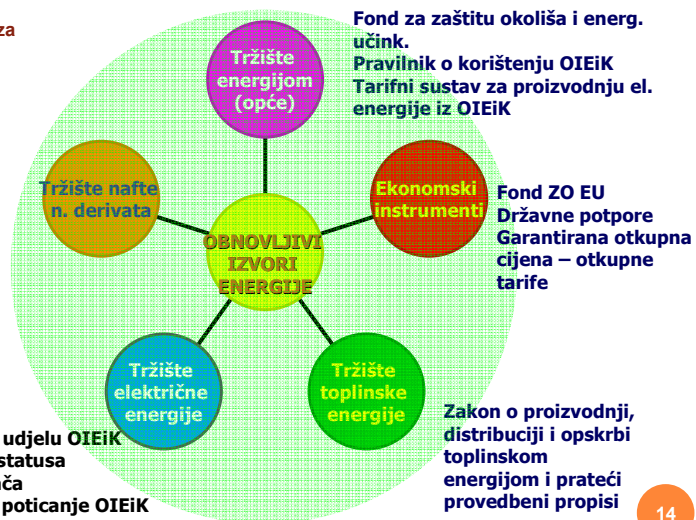 za
Fond za zaštitu okoliša i energ.
učink.
Pravilnik o korištenju OIEiK
Tarifni sustav za proizvodnju el.
energije iz OIEiK
Tržište
energijom
(opće)
Tržište nafte
n. derivata
Ekonomski
instrumenti
Fond ZO EU
Državne potpore
Garantirana otkupna
cijena – otkupne
tarife
OBNOVLJIVI
IZVORI
ENERGIJE
Tržište
električne
energije
Tržište
toplinske
energije
Zakon o proizvodnji,
distribuciji i opskrbi
toplinskom
energijom i prateći
provedbeni propisi
udjelu OIEiK
statusa
ča
poticanje OIEiK
14